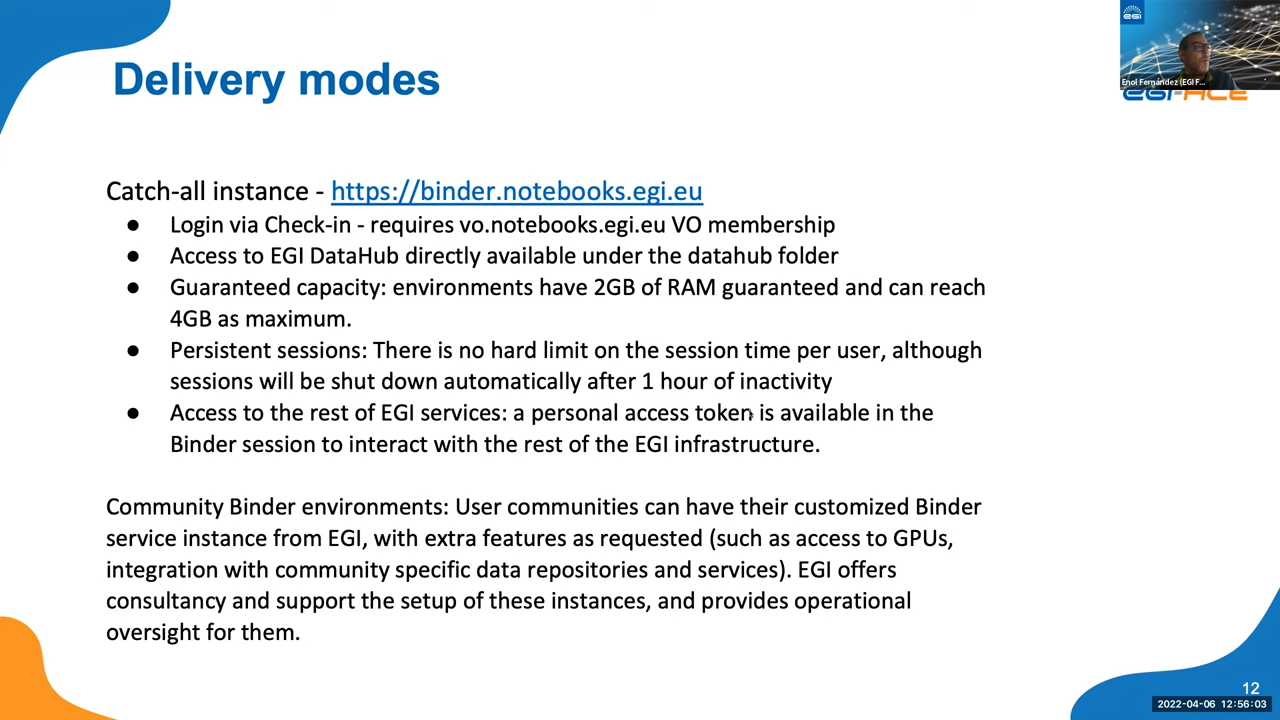 EGI
Enol Fernández (EGI F...
EGI-ACE
Delivery modes
Catch-all instance - https://binder.notebooks.egi.eu
● Login via Check-in - requires vo.notebooks.egi.eu VO membership
● Access to EGI DataHub directly available under the datahub folder
● Guaranteed capacity: environments have 2GB of RAM guaranteed and can reach
4GB as maximum.
● Persistent sessions: There is no hard limit on the session time per user, although
sessions will be shut down automatically after 1 hour of inactivity
● Access to the rest of EGI services: a personal access token is available in the
Binder session to interact with the rest of the EGI infrastructure.
Community Binder environments: User communities can have their customized Binder
service instance from EGI, with extra features as requested (such as access to GPUs,
integration with community specific data repositories and services). EGI offers
consultancy and support the setup of these instances, and provides operational
oversight for them.
12
2022-04-06 12:56:03